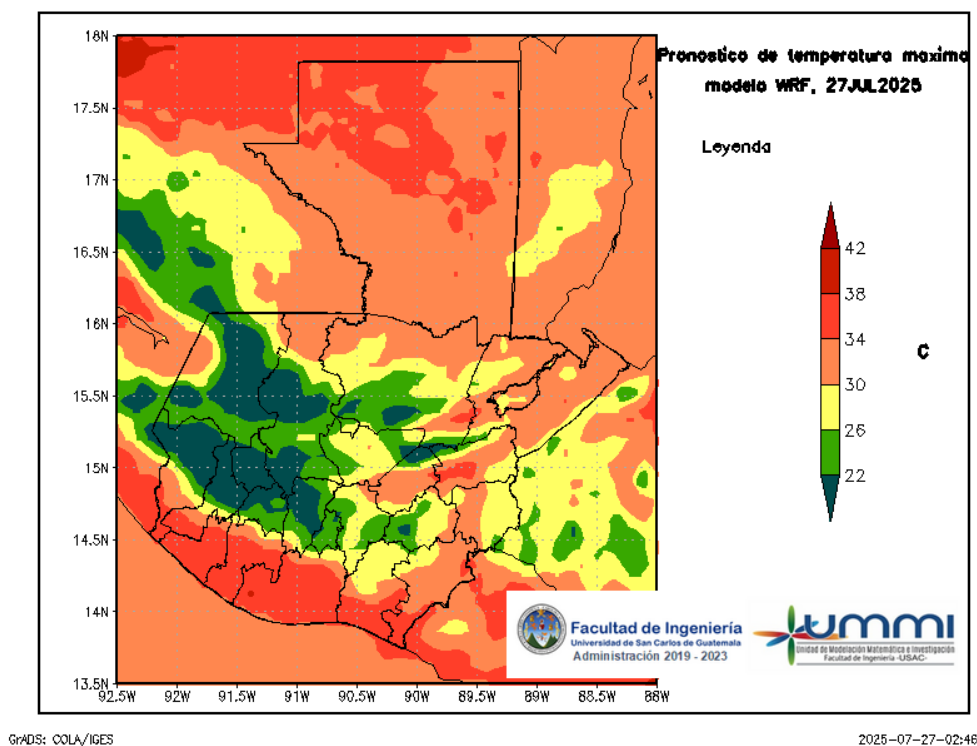 Pronostico de temperatura maxima
modelo WRF, 27JUL2025
Leyenda
42
38
34
30
26
22
C
18N
17.5N
17N
16.5N
16N
15.5N
15N
14.5N
14N
13.5N
92.5W
92W
91.5W
91W
90.5W
90W
89.5W
89W
88.5W
88W
Facultad de Ingeniería
Universidad de San Carlos de Guatemala
Administración 2019 - 2023
ummi
Unidad de Modelación Matemática e Investigación
Facultad de Ingeniería -USAC-
GrADS: COLA/IGES
2025-07-27-02:46